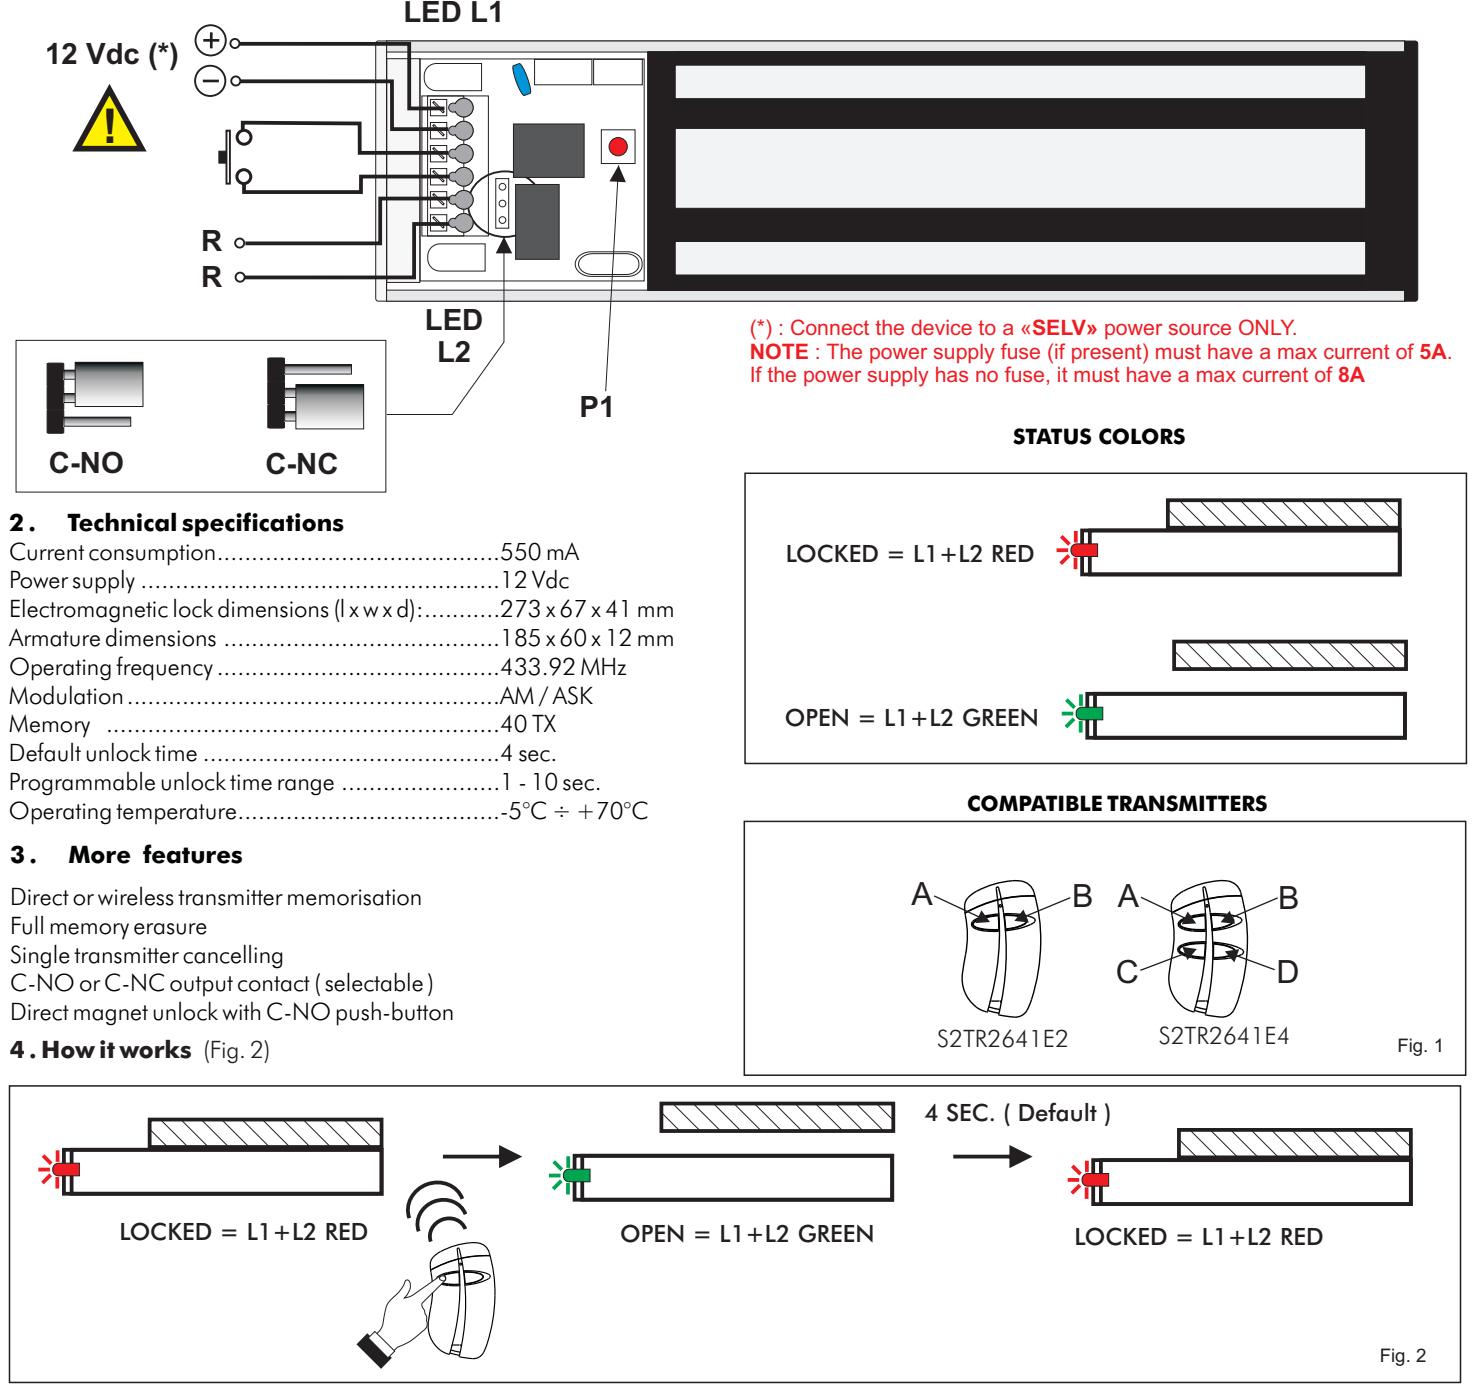 LED L1
12 Vdc (*)
+
−
!
R
R
LED
L2
P1
C-NO
C-NC
(*) : Connect the device to a «SELV» power source ONLY.
NOTE : The power supply fuse (if present) must have a max current of 5A.
If the power supply has no fuse, it must have a max current of 8A
STATUS COLORS
LOCKED = L1+L2 RED
OPEN = L1+L2 GREEN
2 . Technical specifications
Current consumption..................................550 mA
Power supply ...........................................12 Vdc
Electromagnetic lock dimensions (l x w x d):...........273 x 67 x 41 mm
Armature dimensions .................................185 x 60 x 12 mm
Operating frequency ..................................433.92 MHz
Modulation .............................................AM / ASK
Memory ...............................................40 TX
Default unlock time ....................................4 sec.
Programmable unlock time range ...................1 - 10 sec.
Operating temperature................................-5°C ÷ +70°C
COMPATIBLE TRANSMITTERS
A
B
A
B
C
D
S2TR2641E2
S2TR2641E4
Fig. 1
3 . More features
Direct or wireless transmitter memorisation
Full memory erasure
Single transmitter cancelling
C-NO or C-NC output contact ( selectable )
Direct magnet unlock with C-NO push-button
4 . How it works (Fig. 2)
4 SEC. ( Default )
LOCKED = L1+L2 RED
OPEN = L1+L2 GREEN
LOCKED = L1+L2 RED
Fig. 2